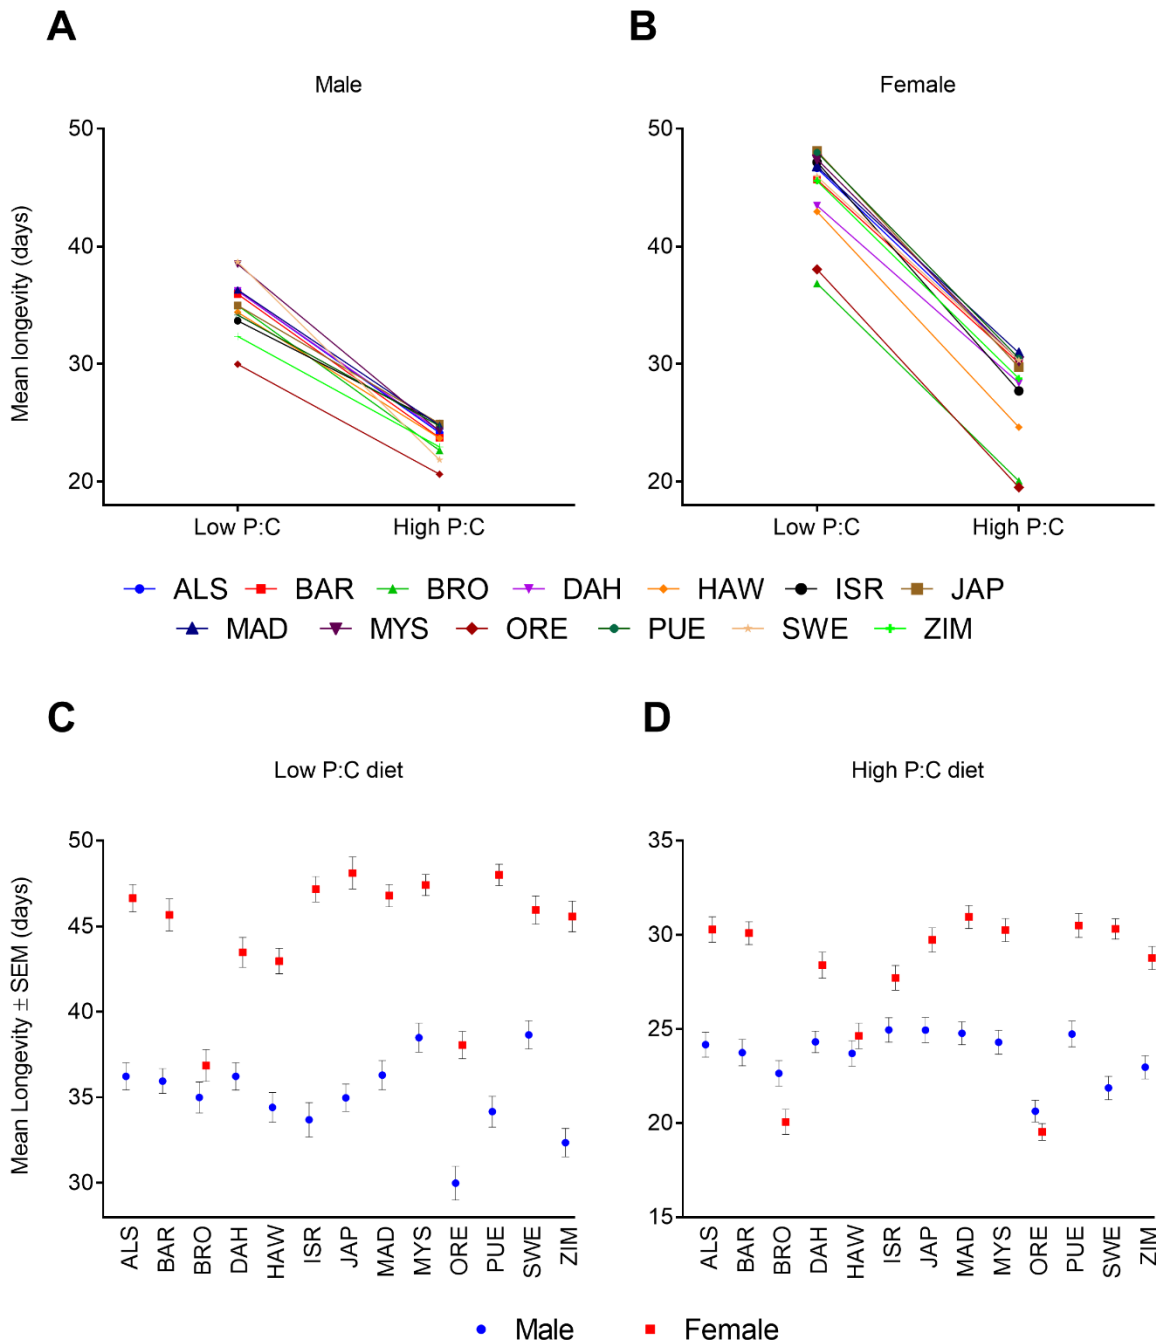 A
B
Male
Female
Mean longevity (days)
50
40
30
20
Low P:C
High P:C
50
40
30
20
Low P:C
High P:C
ALS BAR BRO DAH HAW ISR JAP
MAD MYS ORE PUE SWE ZIM
C
D
Low P:C diet
High P:C diet
Mean Longevity ± SEM (days)
50
45
40
35
30
ALS
BAR
BRO
DAH
HAW
ISR
JAP
MAD
MYS
ORE
PUE
SWE
ZIM
35
30
25
20
15
ALS
BAR
BRO
DAH
HAW
ISR
JAP
MAD
MYS
ORE
PUE
SWE
ZIM
Male Female